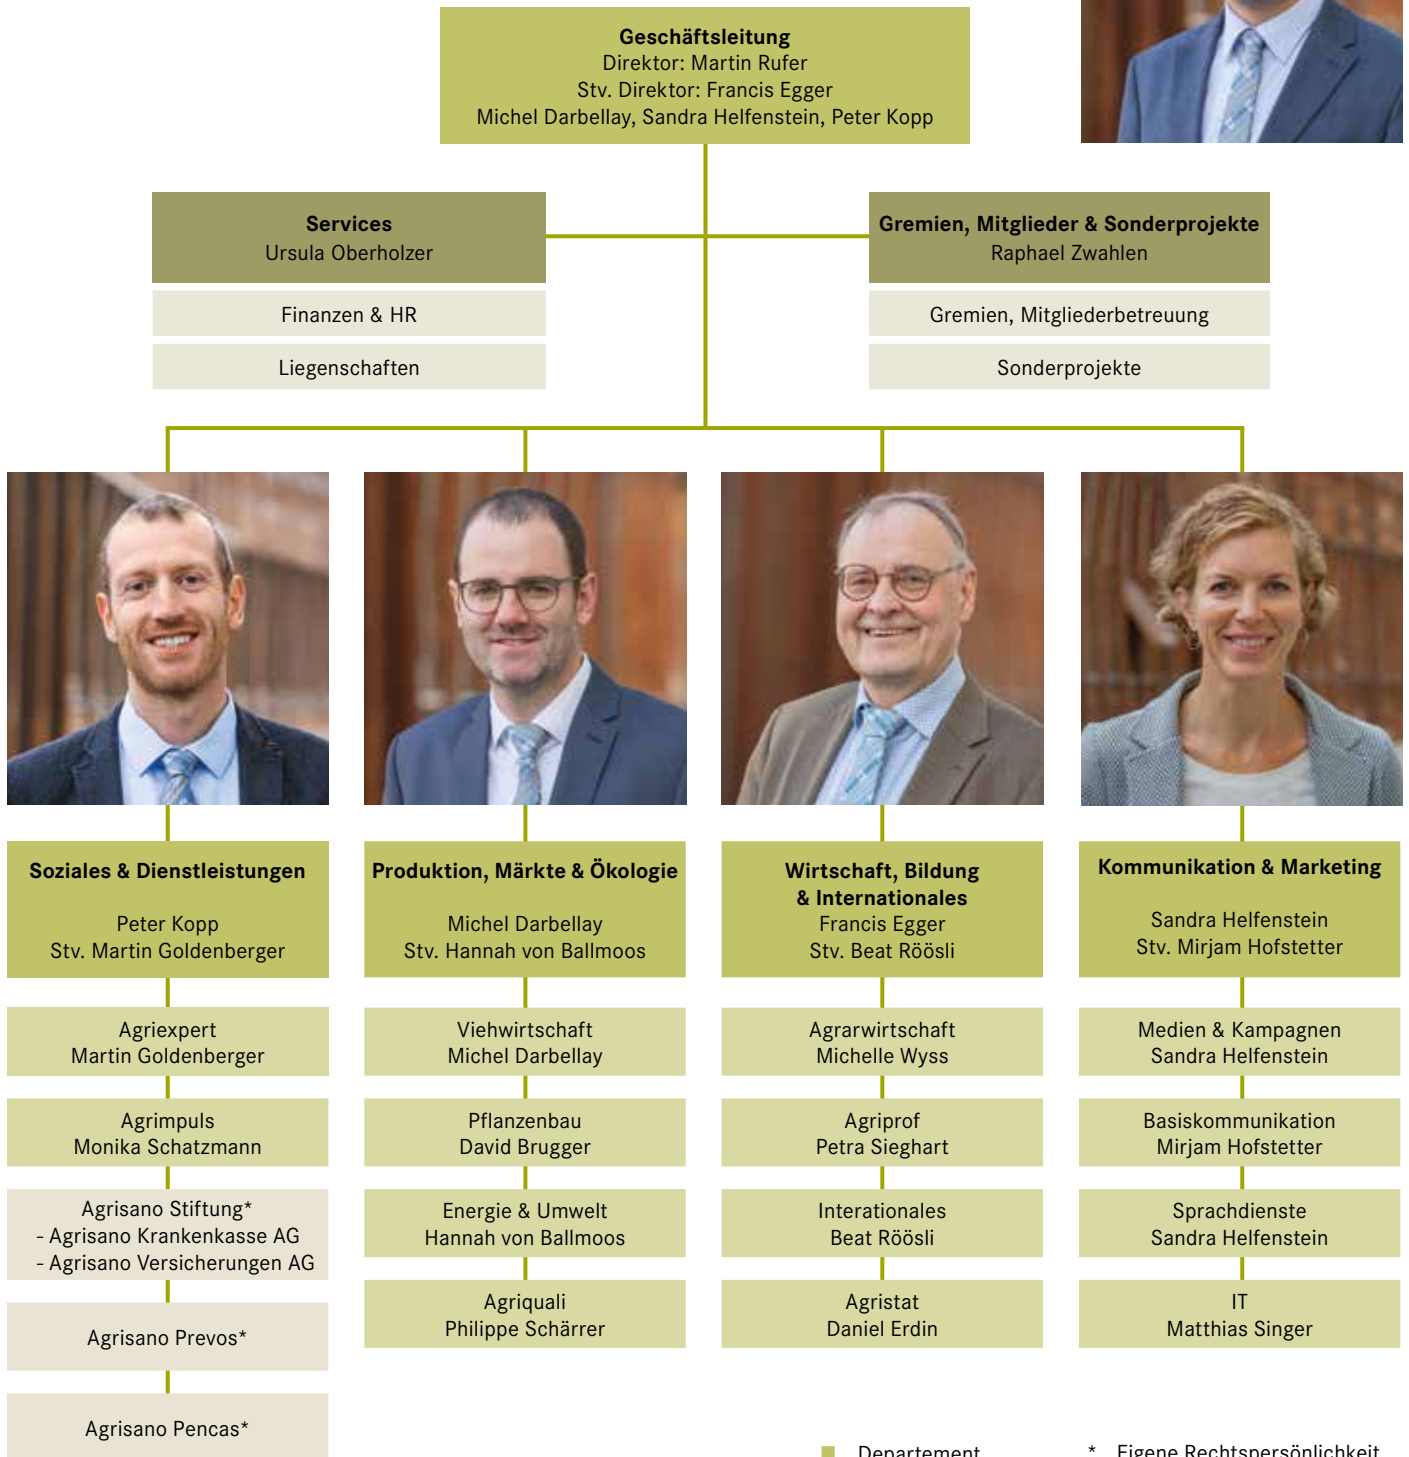 Geschäftsleitung
Direktor: Martin Rufer
Stv. Direktor: Francis Egger
Michel Darbellay, Sandra Helfenstein, Peter Kopp
Services
Ursula Oberholzer
Finanzen & HR
Liegenschaften
Gremien, Mitglieder & Sonderprojekte
Raphael Zwahlen
Gremien, Mitgliederbetreuung
Sonderprojekte
Soziales & Dienstleistungen
Peter Kopp
Stv. Martin Goldenberger
Agriexpert
Martin Goldenberger
Agrimpuls
Monika Schatzmann
Agrisano Stiftung*
- Agrisano Krankenkasse AG
- Agrisano Versicherungen AG
Agrisano Prevos*
Agrisano Pencas*
Produktion, Märkte & Ökologie
Michel Darbellay
Stv. Hannah von Ballmoos
Viehwirtschaft
Michel Darbellay
Pflanzenbau
David Brugger
Energie & Umwelt
Hannah von Ballmoos
Agriquali
Philippe Schärrer
Wirtschaft, Bildung
& Internationales
Francis Egger
Stv. Beat Röösli
Agrarwirtschaft
Michelle Wyss
Agriprof
Petra Sieghart
Interationales
Beat Röösli
Agristat
Daniel Erdin
Kommunikation & Marketing
Sandra Helfenstein
Stv. Mirjam Hofstetter
Medien & Kampagnen
Sandra Helfenstein
Basiskommunikation
Mirjam Hofstetter
Sprachdienste
Sandra Helfenstein
IT
Matthias Singer
Departement
* Eigene Rechtspersönlichkeit